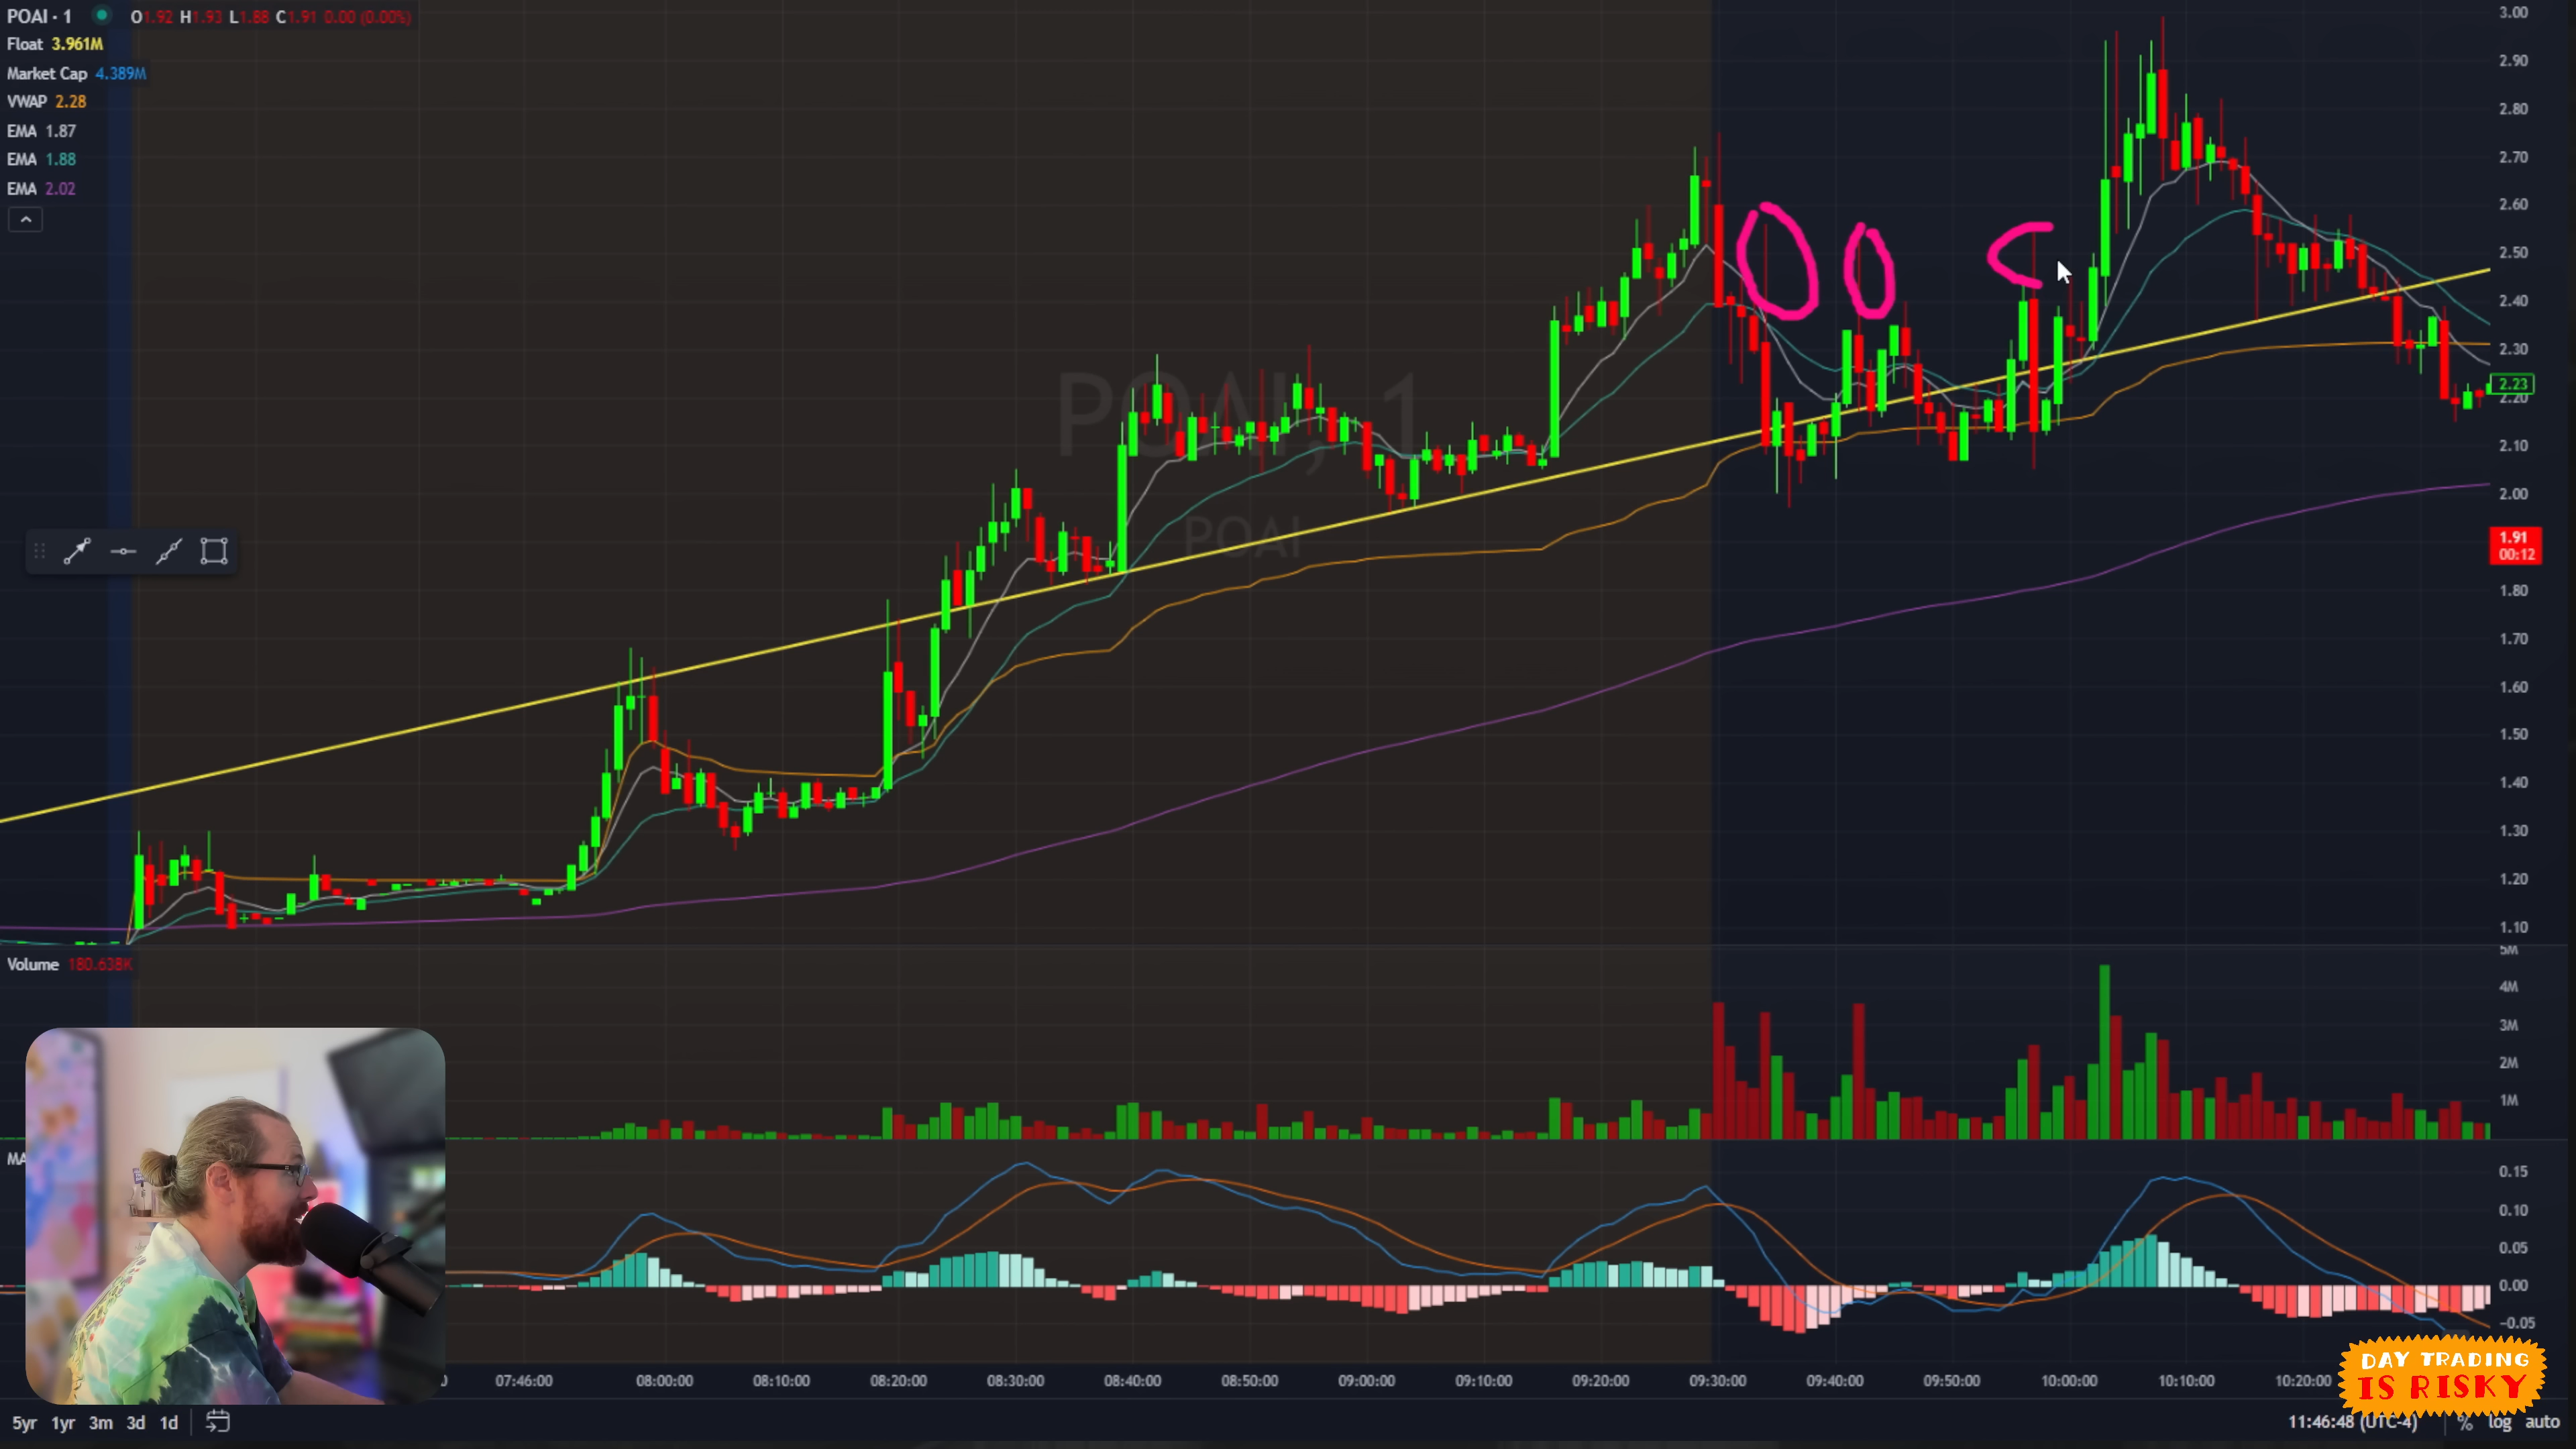 POAI · 1 O1.92 H1.93 L1.88 C1.91 0.00 (0.00%)
Float 3.961M
Market Cap 4.389M
VWAP 2.28
EMA 1.87
EMA 1.88
EMA 2.02
POAI, 1
POAI
3.00
2.90
2.80
2.70
2.60
2.50
2.40
2.30
2.23
2.20
2.10
2.00
1.91
00:12
1.80
1.70
1.60
1.50
1.40
1.30
1.20
1.10
Volume 180.638K
5M
4M
3M
2M
1M
MA
0.15
0.10
0.05
0.00
-0.05
07:46:00 08:00:00 08:10:00 08:20:00 08:30:00 08:40:00 08:50:00 09:00:00 09:10:00 09:20:00 09:30:00 09:40:00 09:50:00 10:00:00 10:10:00 10:20:00
DAY TRADING
IS RISKY
5yr 1yr 3m 3d 1d 11:46:48 (UTC-4) % log auto